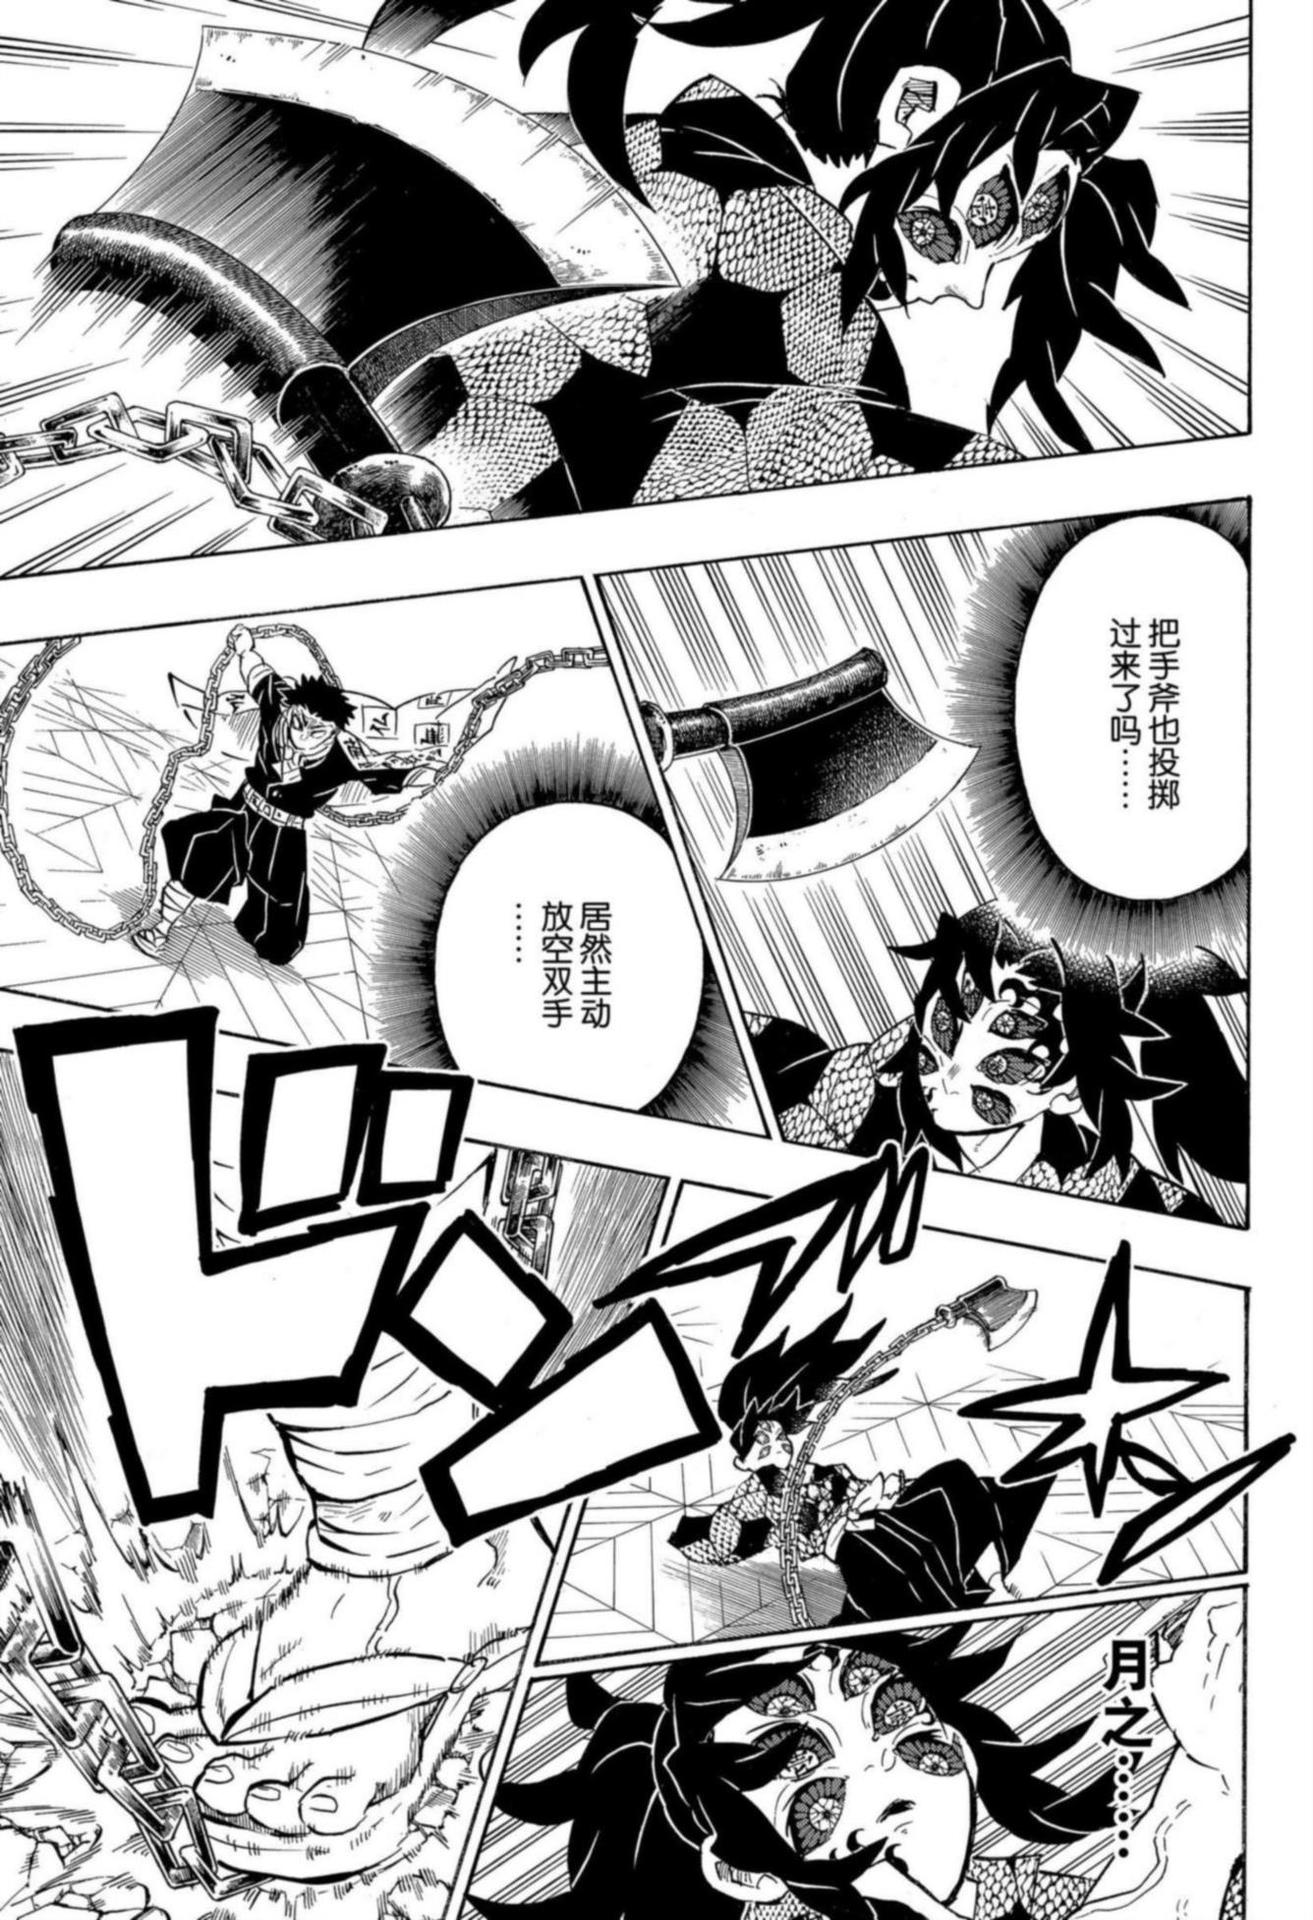 把手斧也投掷
过来了吗……
居然主动
放空双手
……
ドン
月之……